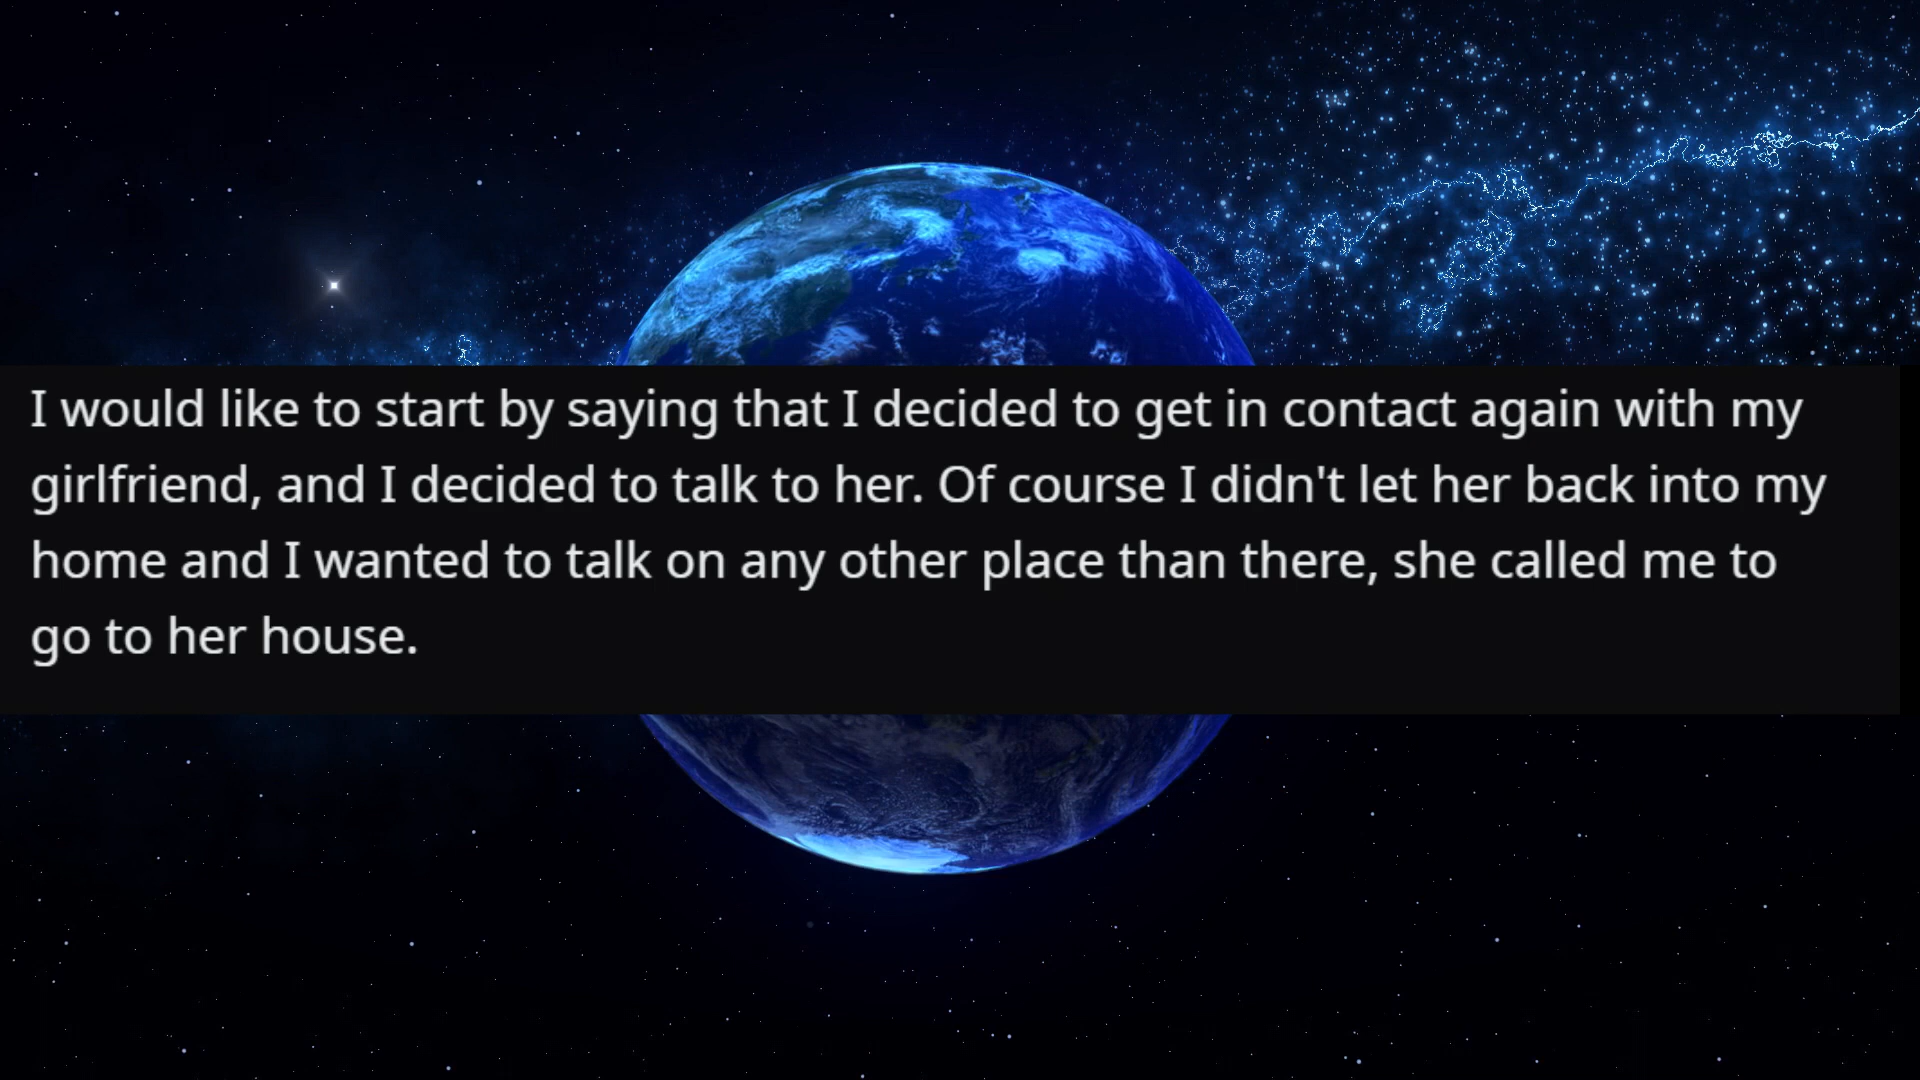 I would like to start by saying that I decided to get in contact again with my
girlfriend, and I decided to talk to her. Of course I didn't let her back into my
home and I wanted to talk on any other place than there, she called me to
go to her house.